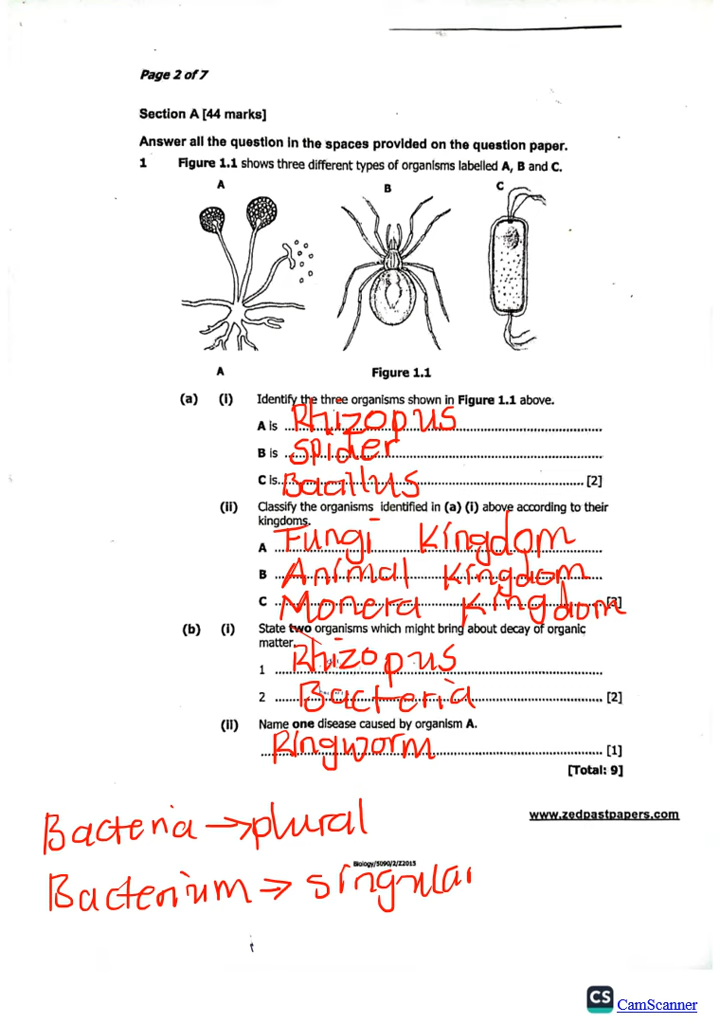 Page 2 of 7
Section A [44 marks]
Answer all the question in the spaces provided on the question paper.
1 Figure 1.1 shows three different types of organisms labelled A, B and C.
A B C
A Figure 1.1
(a) (i) Identify the three organisms shown in Figure 1.1 above.
A is Rhizopus
B is Spider
C is Bacillus [2]
(ii) Classify the organisms identified in (a) (i) above according to their
kingdoms.
A Fungi Kingdom
B Animal Kingdom
C Monera Kingdom [3]
(b) (i) State two organisms which might bring about decay of organic
matter.
1 Rhizopus
2 Bacteria [2]
(ii) Name one disease caused by organism A.
Ringworm [1]
[Total: 9]
www.zedpastpapers.com
Bacteria → plural
Biology/5090/2/Z2015
Bacterium → singular
CS CamScanner